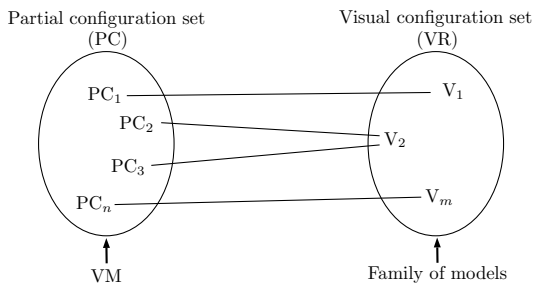 Partial configuration set
(PC)
Visual configuration set
(VR)
PC₁
V₁
PC₂
V₂
PC₃
PCₙ
Vₘ
VM
Family of models